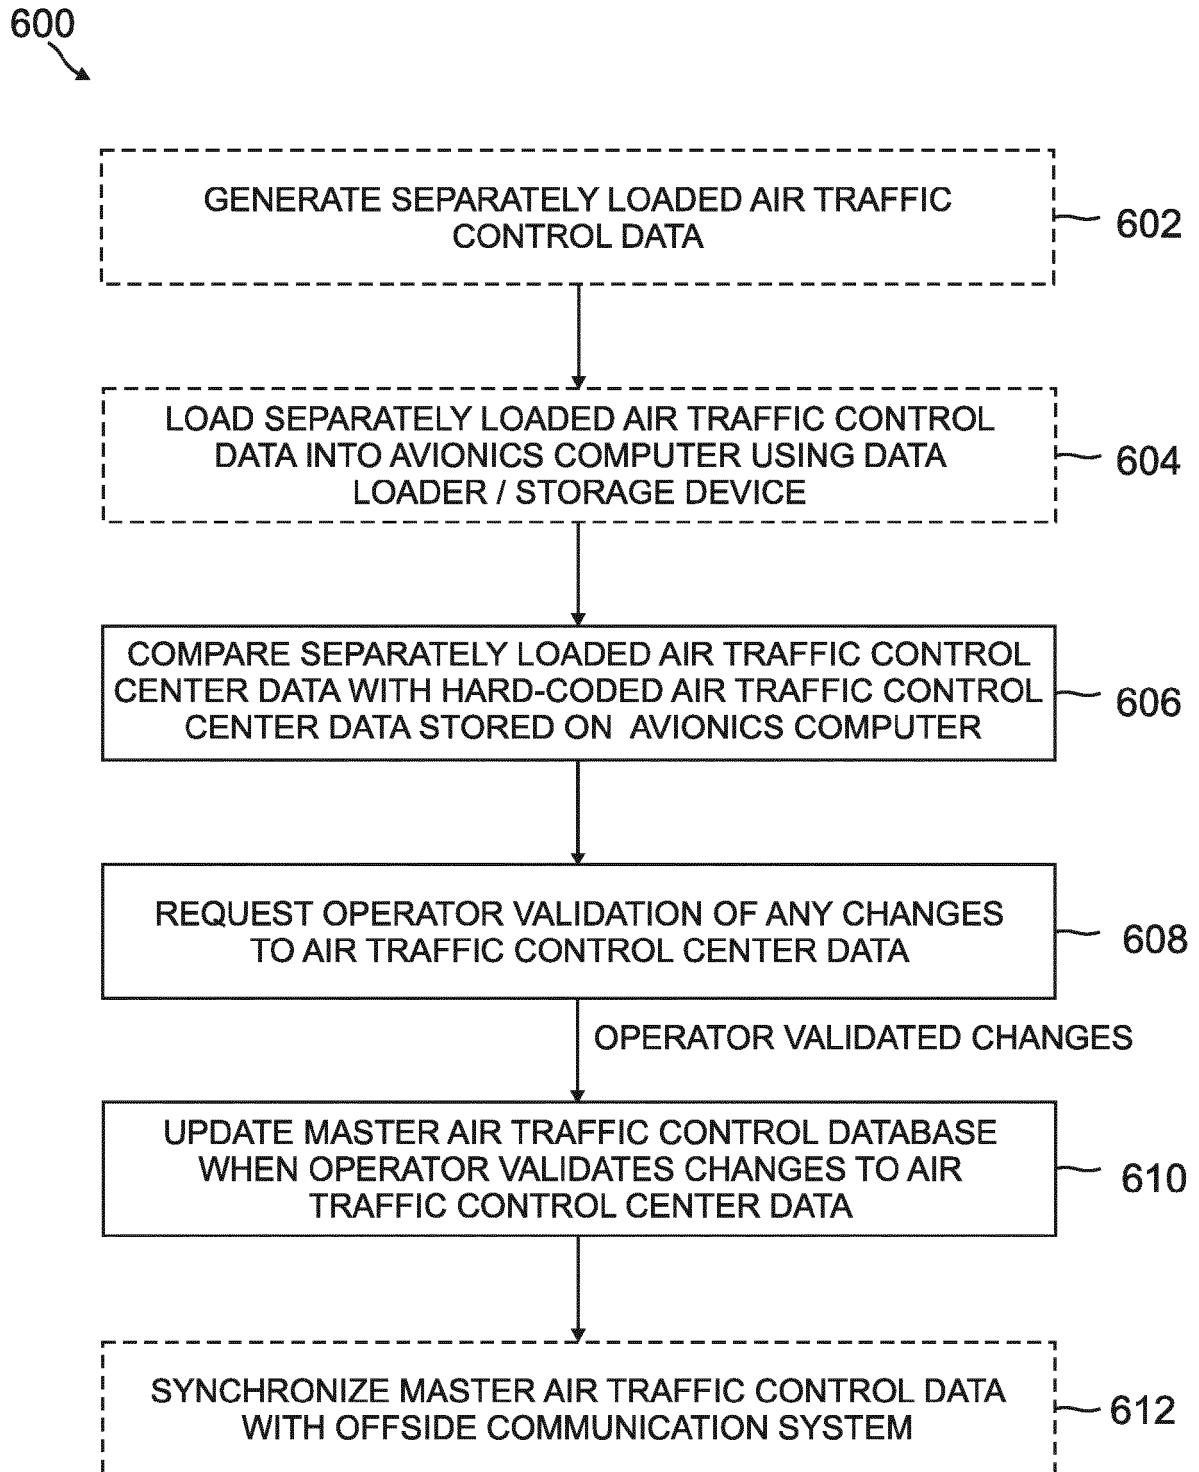 600
GENERATE SEPARATELY LOADED AIR TRAFFIC
CONTROL DATA
602
LOAD SEPARATELY LOADED AIR TRAFFIC CONTROL
DATA INTO AVIONICS COMPUTER USING DATA
LOADER / STORAGE DEVICE
604
COMPARE SEPARATELY LOADED AIR TRAFFIC CONTROL
CENTER DATA WITH HARD-CODED AIR TRAFFIC CONTROL
CENTER DATA STORED ON AVIONICS COMPUTER
606
REQUEST OPERATOR VALIDATION OF ANY CHANGES
TO AIR TRAFFIC CONTROL CENTER DATA
608
OPERATOR VALIDATED CHANGES
UPDATE MASTER AIR TRAFFIC CONTROL DATABASE
WHEN OPERATOR VALIDATES CHANGES TO AIR
TRAFFIC CONTROL CENTER DATA
610
SYNCHRONIZE MASTER AIR TRAFFIC CONTROL DATA
WITH OFFSIDE COMMUNICATION SYSTEM
612